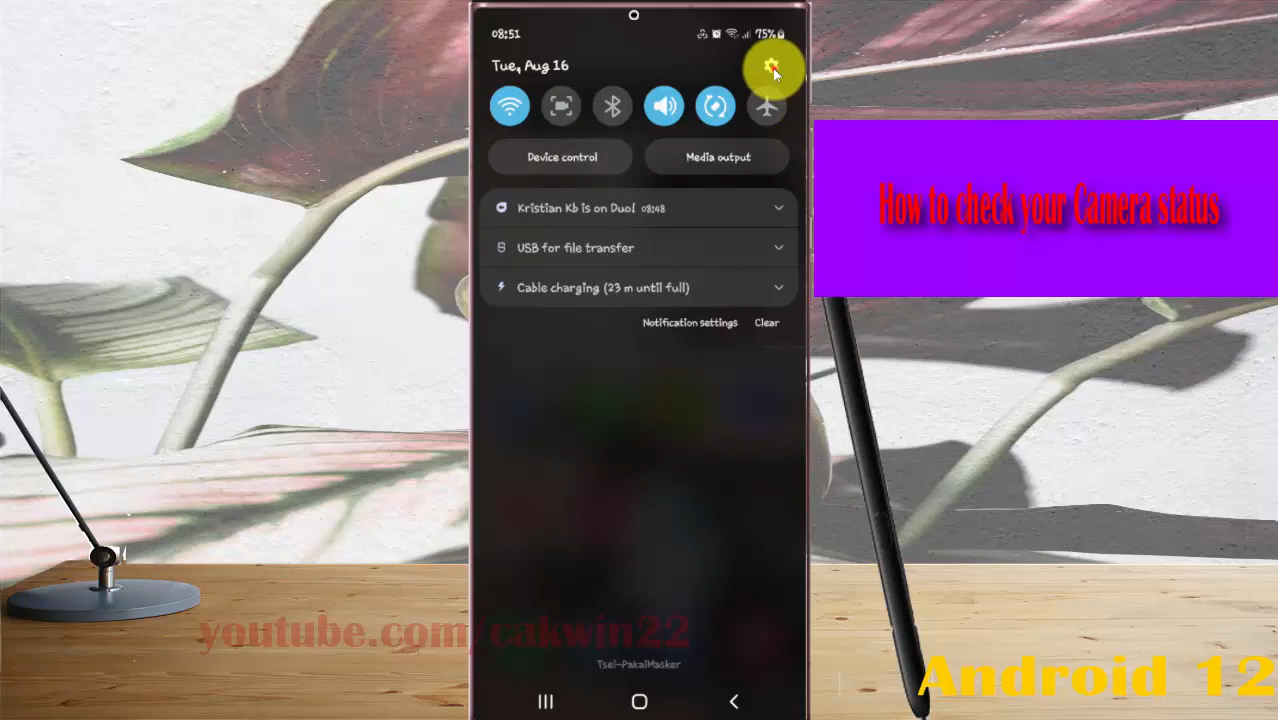 08:51 75%
Tue, Aug 16
Device control Media output
Kristian Kb is on Duo! 08:48
USB for file transfer
Cable charging (23 m until full)
Notification settings Clear
How to check your Camera status
youtube.com/cakwin22
Tsel-PakaiMasker
Android 12